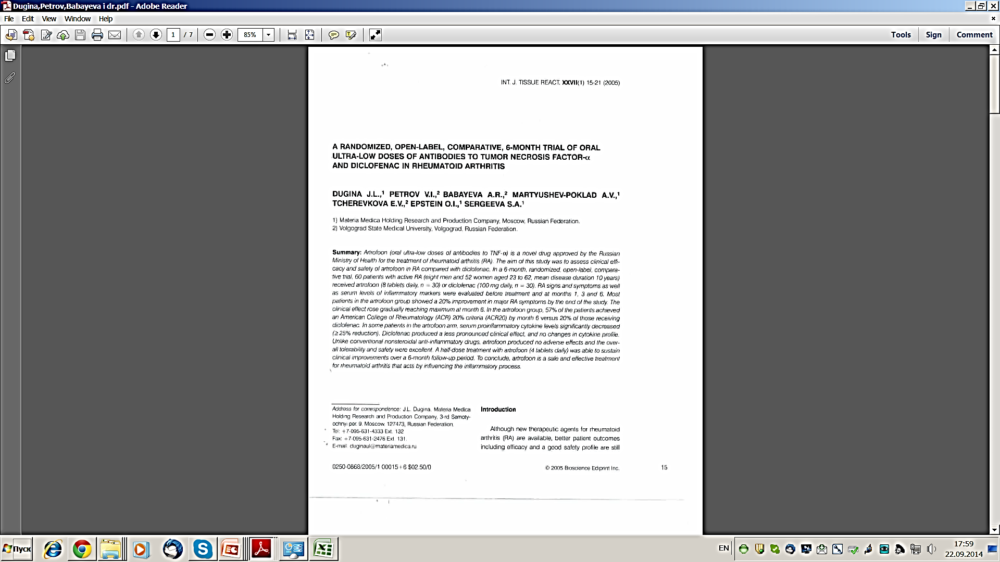 Dugina,Petrov,Babayeva i dr.pdf - Adobe Reader
File Edit View Window Help
1 / 7 85% Tools Sign Comment
INT. J. TISSUE REACT. XXVII(1) 15-21 (2005)
A RANDOMIZED, OPEN-LABEL, COMPARATIVE, 6-MONTH TRIAL OF ORAL
ULTRA-LOW DOSES OF ANTIBODIES TO TUMOR NECROSIS FACTOR-α
AND DICLOFENAC IN RHEUMATOID ARTHRITIS
DUGINA J.L.,¹ PETROV V.I.,² BABAYEVA A.R.,² MARTYUSHEV-POKLAD A.V.,¹
TCHEREVKOVA E.V.,² EPSTEIN O.I.,¹ SERGEEVA S.A.¹
1) Materia Medica Holding Research and Production Company, Moscow, Russian Federation.
2) Volgograd State Medical University, Volgograd, Russian Federation.
Summary: Artrofoon (oral ultra-low doses of antibodies to TNF-α) is a novel drug approved by the Russian
Ministry of Health for the treatment of rheumatoid arthritis (RA). The aim of this study was to assess clinical effi-
cacy and safety of artrofoon in RA compared with diclofenac. In a 6-month, randomized, open-label, compara-
tive trial, 60 patients with active RA (eight men and 52 women aged 23 to 62, mean disease duration 10 years)
received artrofoon (8 tablets daily, n = 30) or diclofenac (100 mg daily, n = 30). RA signs and symptoms as well
as serum levels of inflammatory markers were evaluated before treatment and at months 1, 3 and 6. Most
patients in the artrofoon group showed a 20% improvement in major RA symptoms by the end of the study. The
clinical effect rose gradually reaching maximum at month 6. In the artrofoon group, 57% of the patients achieved
an American College of Rheumatology (ACR) 20% criteria (ACR20) by month 6 versus 20% of those receiving
diclofenac. In some patients in the artrofoon arm, serum proinflammatory cytokine levels significantly decreased
(≥25% reduction). Diclofenac produced a less pronounced clinical effect, and no changes in cytokine profile.
Unlike conventional nonsteroidal anti-inflammatory drugs, artrofoon produced no adverse effects and the over-
all tolerability and safety were excellent. A half-dose treatment with artrofoon (4 tablets daily) was able to sustain
clinical improvements over a 6-month follow-up period. To conclude, artrofoon is a safe and effective treatment
for rheumatoid arthritis that acts by influencing the inflammatory process.
Address for correspondence: J.L. Dugina, Materia Medica
Holding Research and Production Company, 3-rd Samoty-
ochnyi per. 9, Moscow, 127473, Russian Federation.
Tel: +7-095-631-4333 Ext. 132
Fax: +7-095-631-2476 Ext. 131.
E-mail: duginaul@materiamedica.ru
Introduction
Although new therapeutic agents for rheumatoid
arthritis (RA) are available, better patient outcomes
including efficacy and a good safety profile are still
0250-0868/2005/1 00015+6 $02.50/0
© 2005 Bioscience Ediprint Inc.
15
Пуск
EN
17:59
22.09.2014